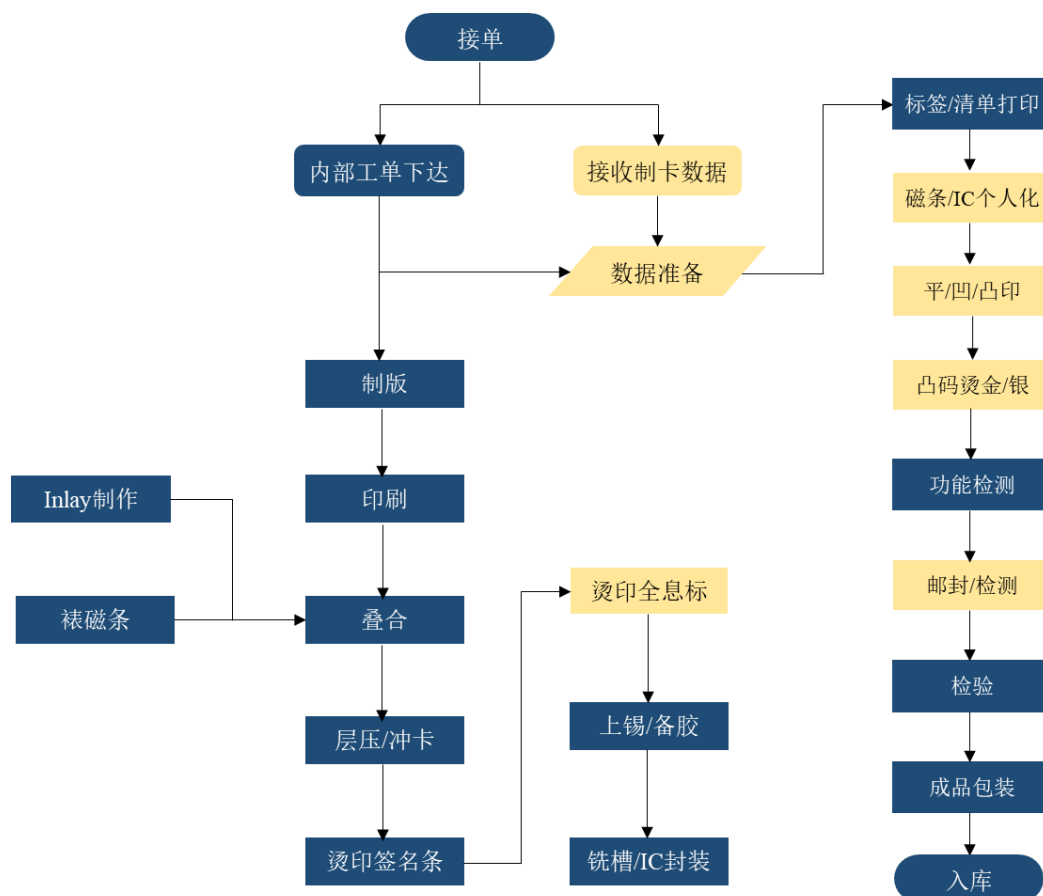 接单
内部工单下达
接收制卡数据
数据准备
制版
印刷
Inlay制作
裱磁条
叠合
层压/冲卡
烫印签名条
烫印全息标
上锡/备胶
铣槽/IC封装
标签/清单打印
磁条/IC个人化
平/凹/凸印
凸码烫金/银
功能检测
邮封/检测
检验
成品包装
入库